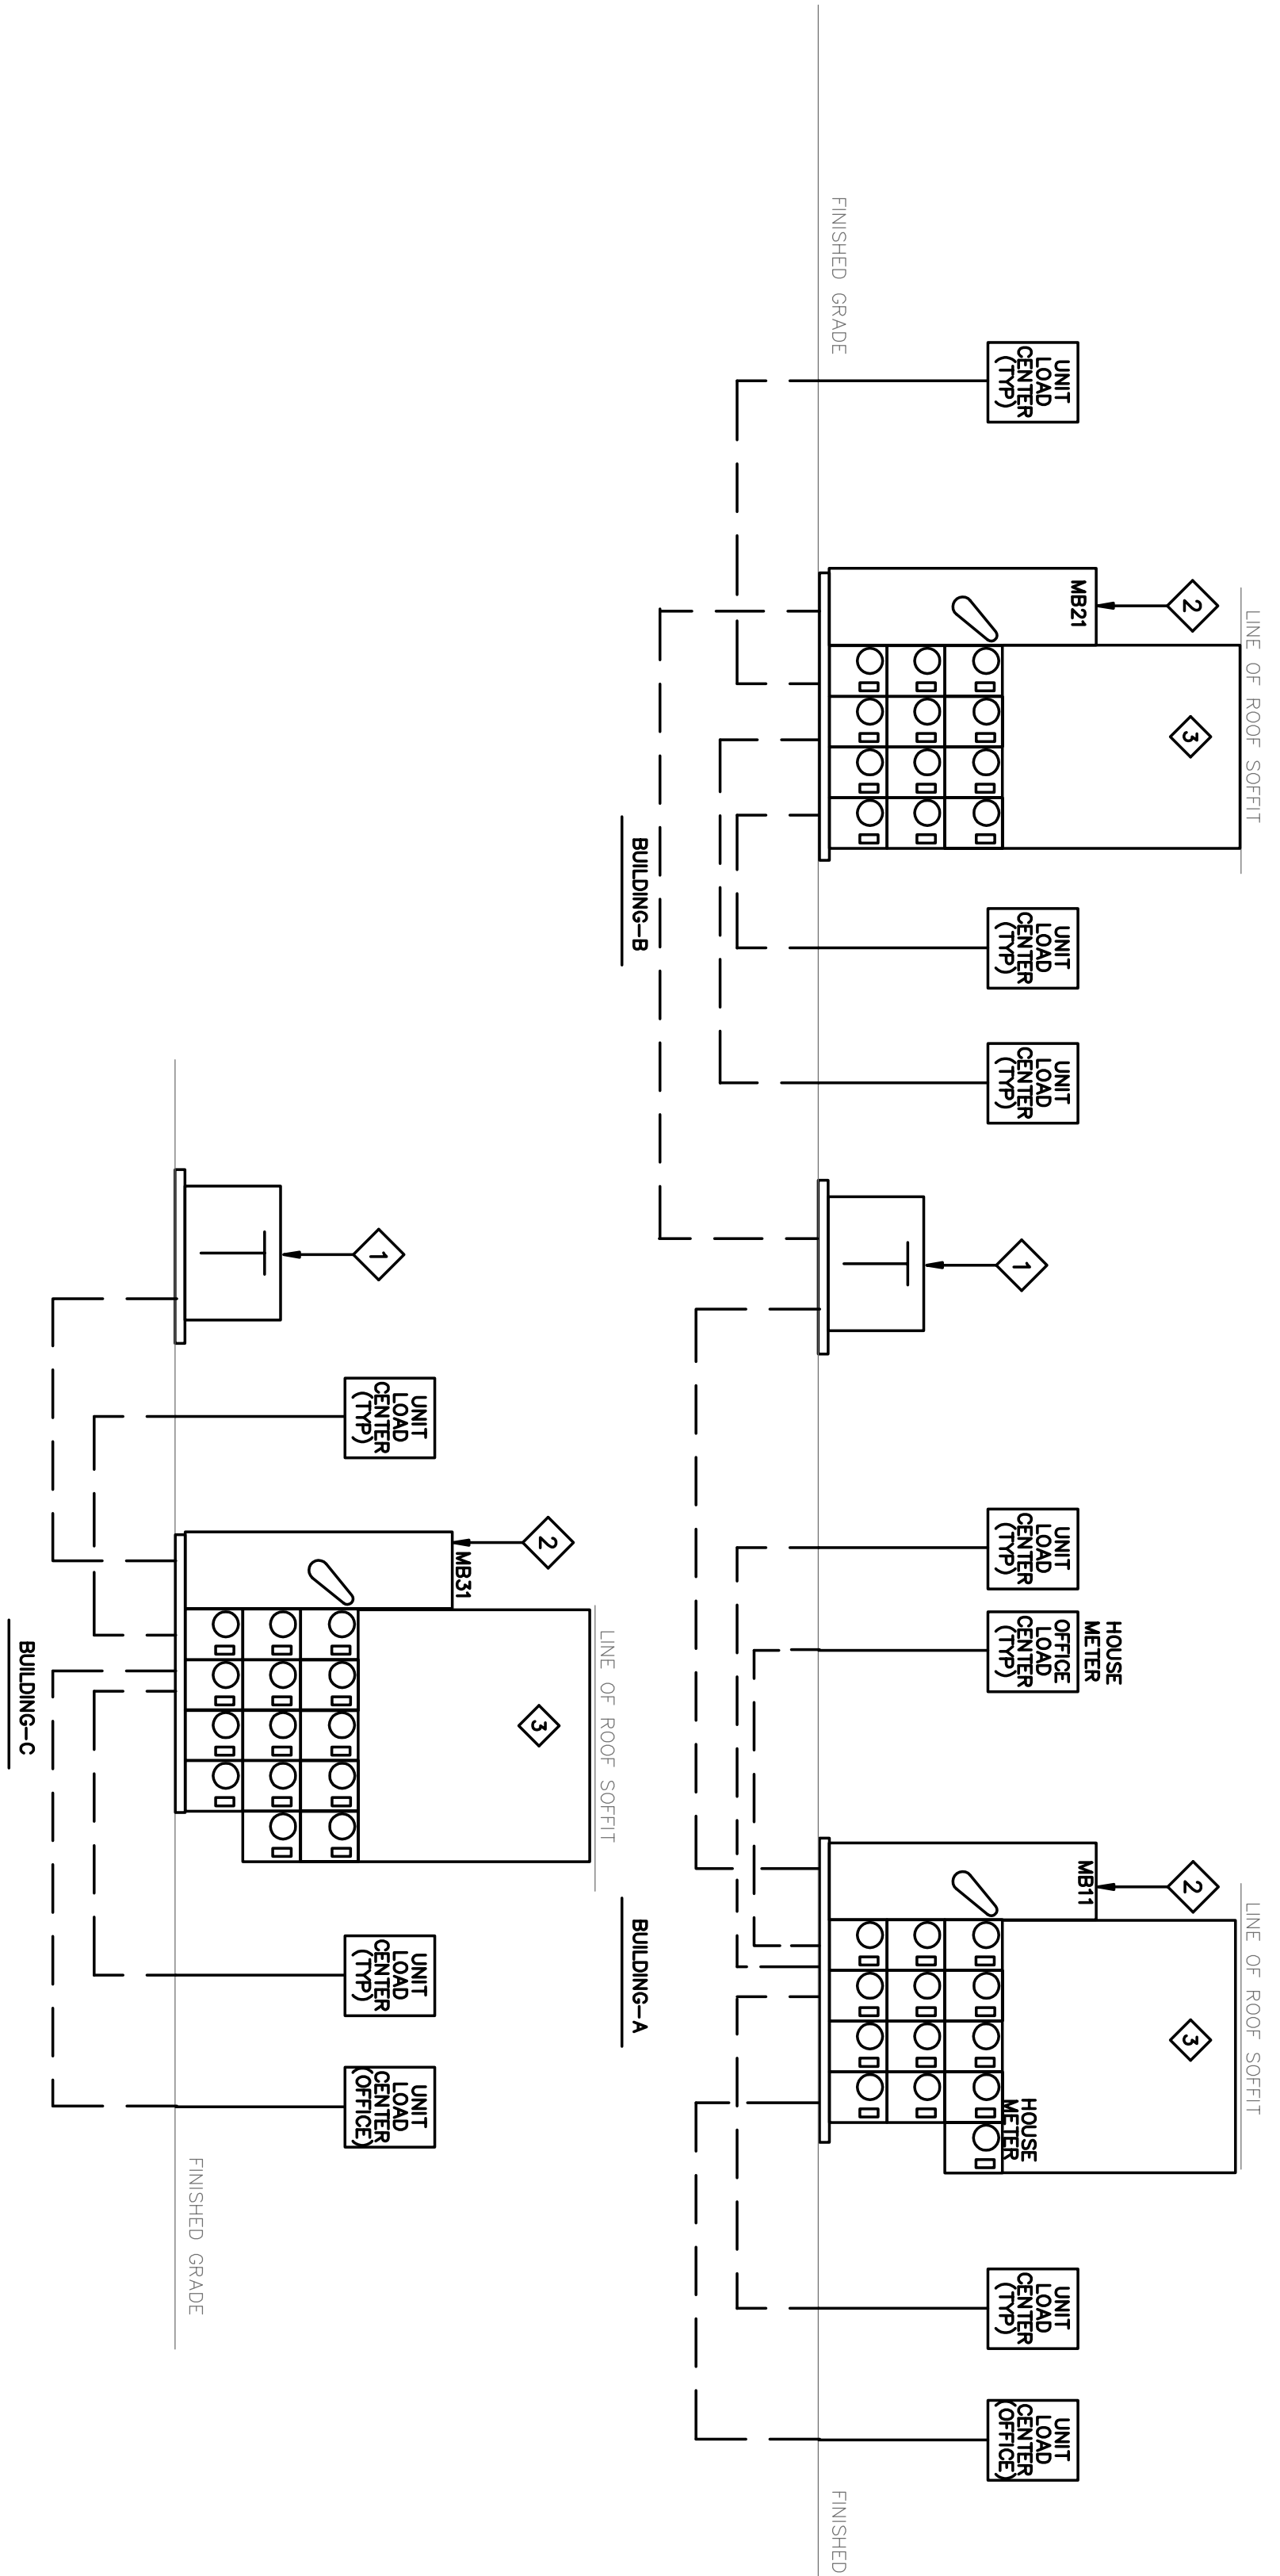 LINE OF ROOF SOFFIT
2
MB21
3
UNIT
LOAD
CENTER
(TYP)
FINISHED GRADE
UNIT
LOAD
CENTER
(TYP)
UNIT
LOAD
CENTER
(TYP)
BUILDING-B
1
UNIT
LOAD
CENTER
(TYP)
HOUSE
METER
OFFICE
LOAD
CENTER
(TYP)
LINE OF ROOF SOFFIT
2
MB11
3
HOUSE
METER
UNIT
LOAD
CENTER
(TYP)
UNIT
LOAD
CENTER
(OFFICE)
FINISHED
BUILDING-A
LINE OF ROOF SOFFIT
1
UNIT
LOAD
CENTER
(TYP)
2
MB31
3
UNIT
LOAD
CENTER
(TYP)
UNIT
LOAD
CENTER
(OFFICE)
FINISHED GRADE
BUILDING-C